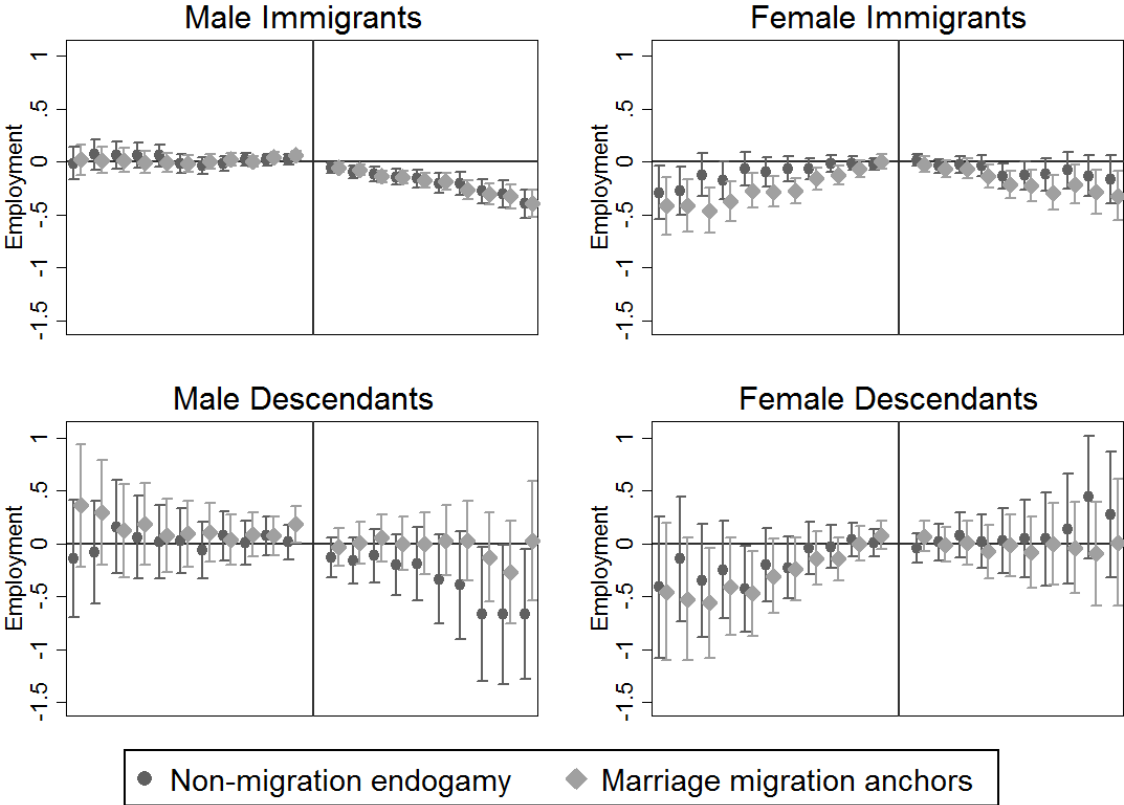 Male Immigrants
Female Immigrants
1
.5
0
-.5
-1
-1.5
Employment
1
.5
0
-.5
-1
-1.5
Employment
Male Descendants
Female Descendants
1
.5
0
-.5
-1
-1.5
Employment
1
.5
0
-.5
-1
-1.5
Employment
Non-migration endogamy
Marriage migration anchors